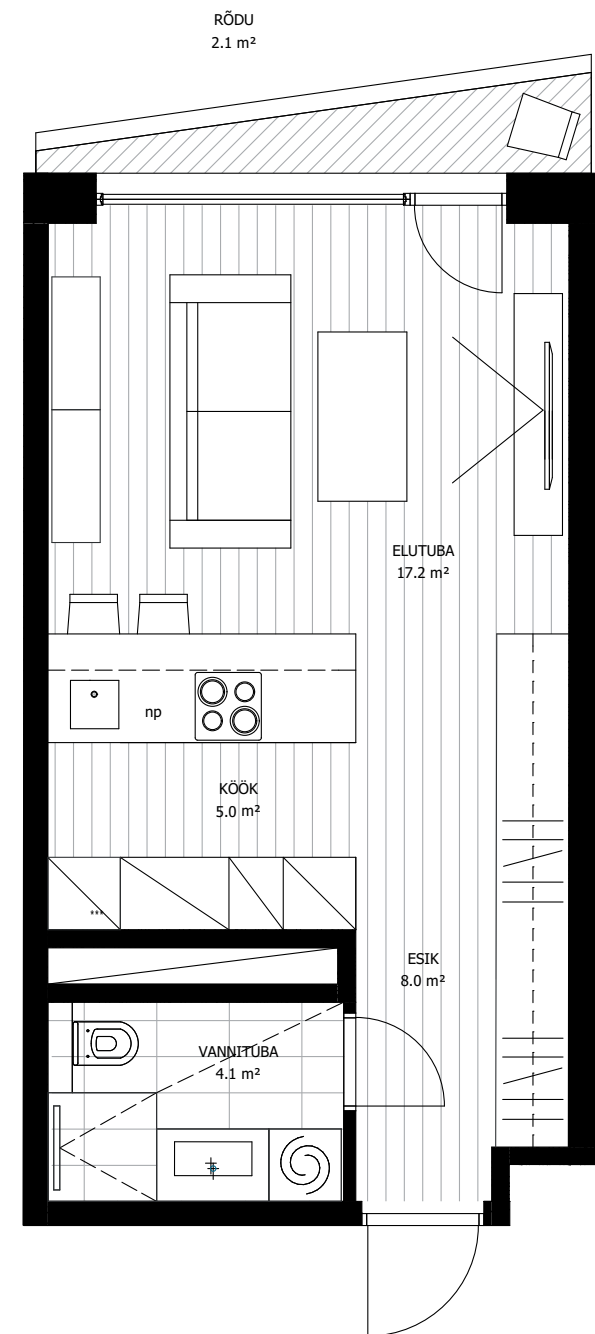 RÕDU
2.1 m²
ELUTUBA
17.2 m²
np
KÖÖK
5.0 m²
***
ESIK
8.0 m²
VANNITUBA
4.1 m²